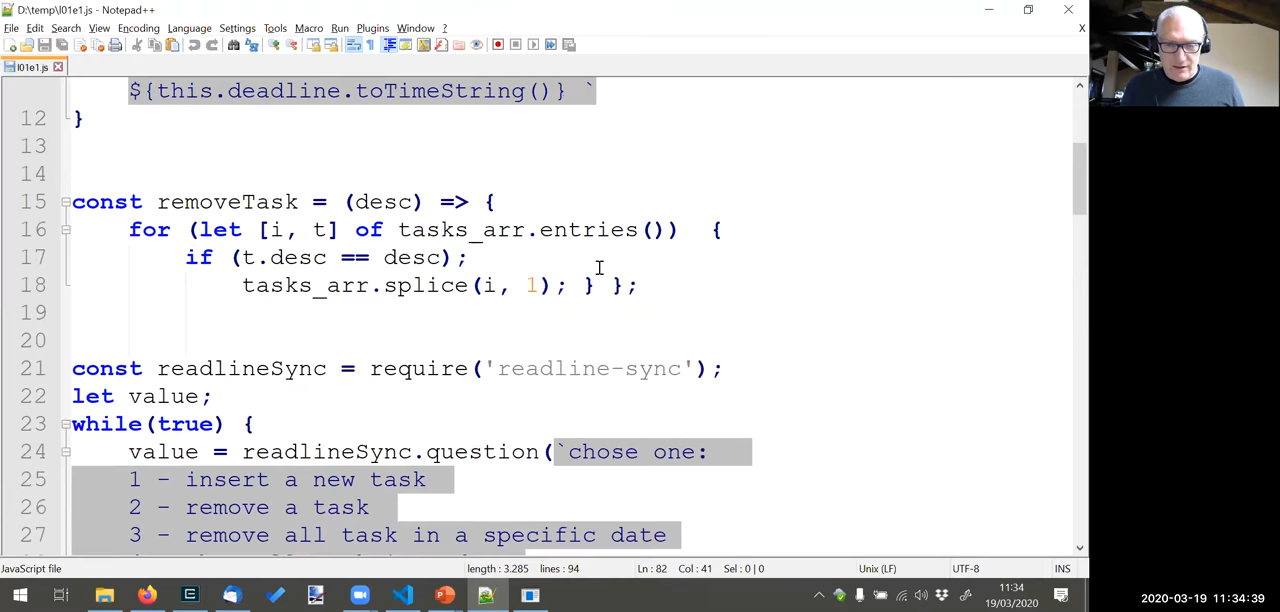 D:\temp\l01e1.js - Notepad++
File Edit Search View Encoding Language Settings Tools Macro Run Plugins Window ? X
l01e1.js
${this.deadline.toTimeString()} `
12 }
13
14
15 const removeTask = (desc) => {
16 for (let [i, t] of tasks_arr.entries()) {
17 if (t.desc == desc);
18 tasks_arr.splice(i, 1); } };
19
20
21 const readlineSync = require('readline-sync');
22 let value;
23 while(true) {
24 value = readlineSync.question(`chose one:
25 1 - insert a new task
26 2 - remove a task
27 3 - remove all task in a specific date
JavaScript file length : 3.285 lines : 94 Ln : 82 Col : 41 Sel : 0 | 0 Unix (LF) UTF-8 INS
11:34
19/03/2020
2020-03-19 11:34:39